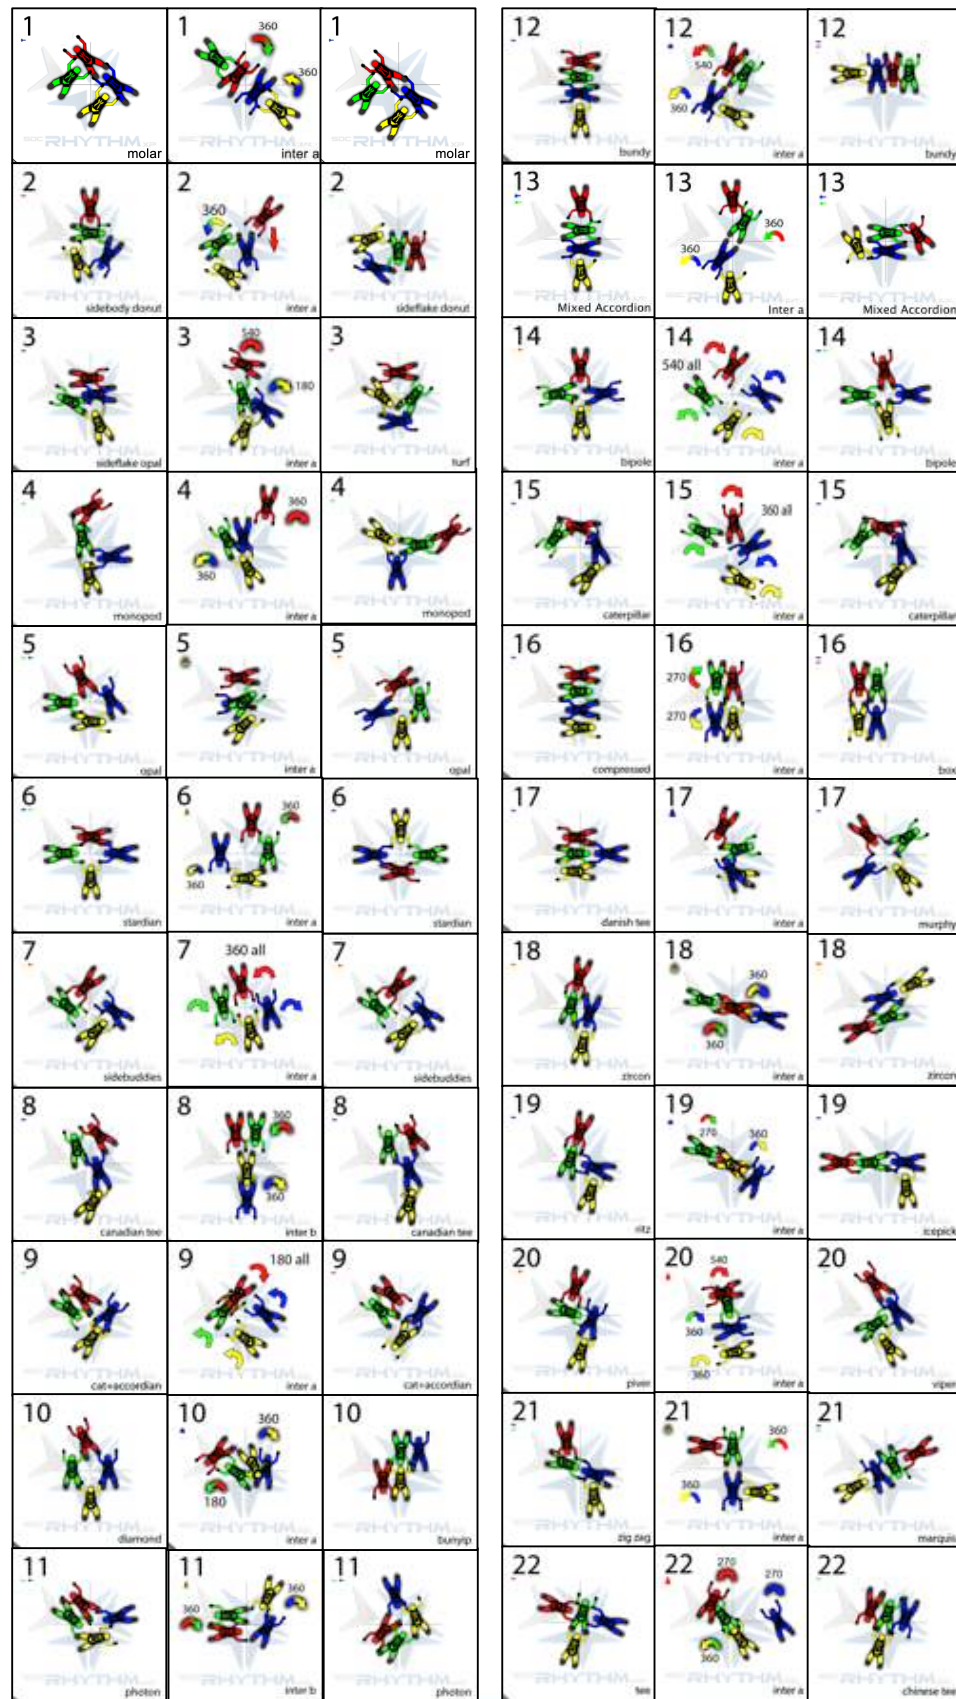 1
molar
1
360
360
inter a
1
molar
2
sidebody donut
2
360
inter a
2
sideflake donut
3
sideflake opal
3
540
180
inter a
3
turf
4
monopod
4
360
360
inter a
4
monopod
5
opal
5
inter a
5
opal
6
stardian
6
360
360
inter a
6
stardian
7
sidebuddies
7
360 all
inter a
7
sidebuddies
8
canadian tee
8
360
360
inter b
8
canadian tee
9
cat+accordian
9
180 all
inter a
9
cat+accordian
10
diamond
10
360
180
inter a
10
bunyip
11
photon
11
360
360
inter b
11
photon
12
bundy
12
540
360
inter a
12
bundy
13
Mixed Accordion
13
360
360
Inter a
13
Mixed Accordion
14
bipole
14
540 all
inter a
14
bipole
15
caterpillar
15
360 all
inter a
15
caterpillar
16
compressed
16
270
270
inter a
16
box
17
danish tee
17
inter a
17
murphy
18
zircon
18
360
360
inter a
18
zircon
19
ritz
19
270
360
inter a
19
icepick
20
piver
20
540
360
360
inter a
20
viper
21
zig zag
21
360
360
inter a
21
marquis
22
tee
22
270
270
360
inter a
22
chinese tee